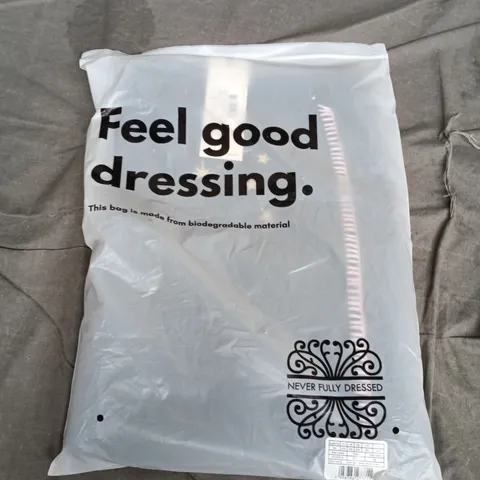 Feel good
dressing.
This bag is made from biodegradable material
NEVER FULLY DRESSED